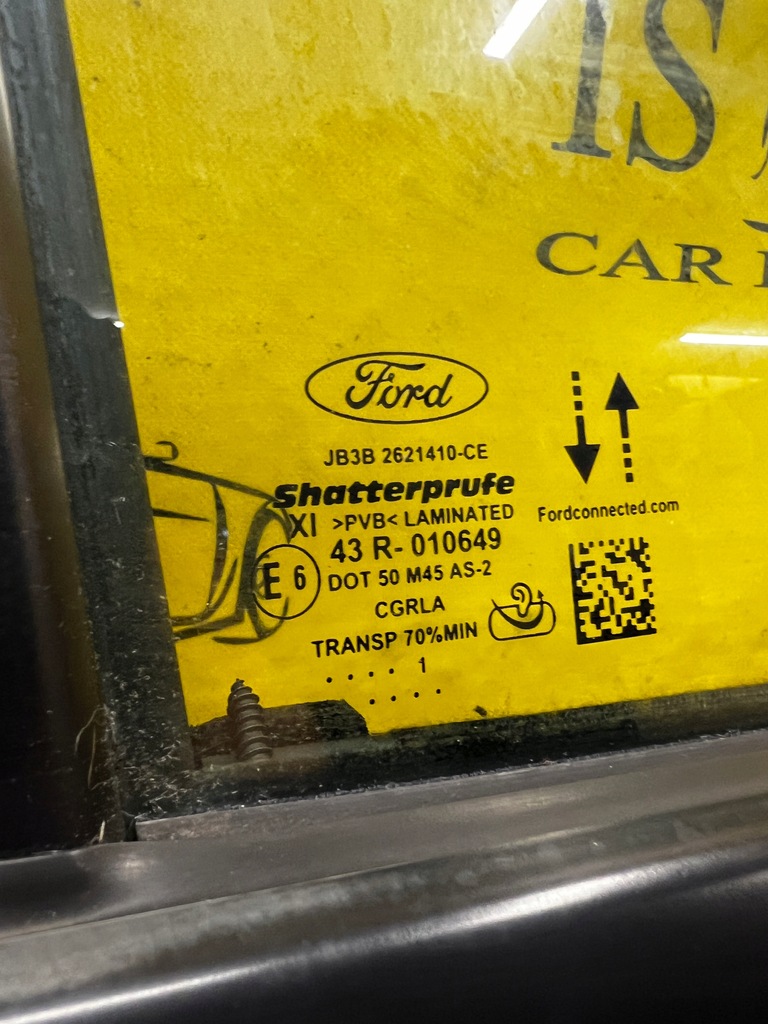 IS
CAR
Ford
JB3B 2621410-CE
Shatterprufe
XI >PVB< LAMINATED
43 R- 010649
E 6
DOT 50 M45 AS-2
CGRLA
TRANSP 70%MIN
. . . . 1
. . . .
Fordconnected.com